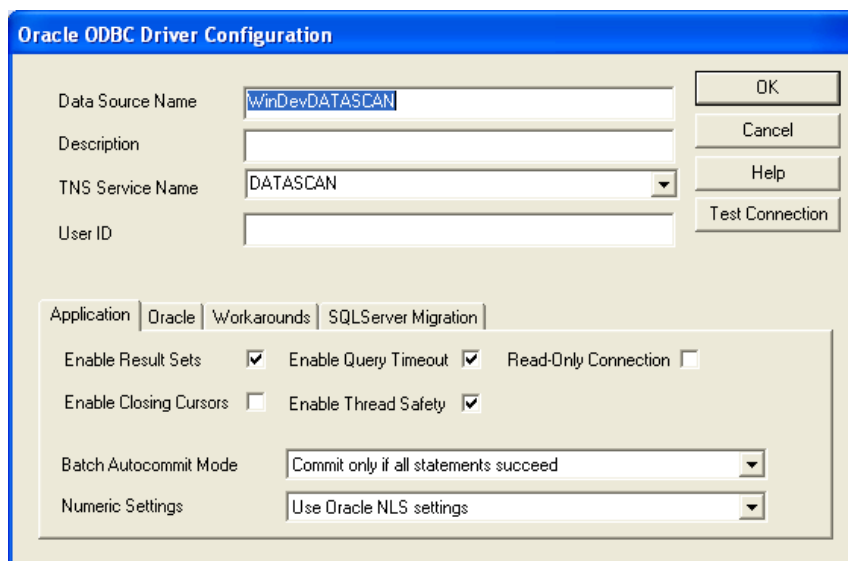 Oracle ODBC Driver Configuration
Data Source Name WinDevDATASCAN OK
Description Cancel
TNS Service Name DATASCAN Help
User ID Test Connection
Application Oracle Workarounds SQLServer Migration
Enable Result Sets Enable Query Timeout Read-Only Connection
Enable Closing Cursors Enable Thread Safety
Batch Autocommit Mode Commit only if all statements succeed
Numeric Settings Use Oracle NLS settings